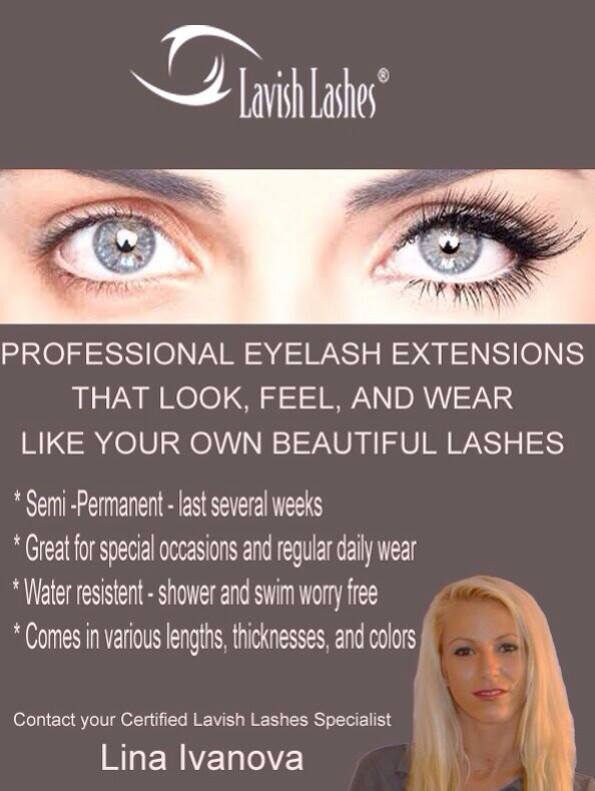 Lavish Lashes®
PROFESSIONAL EYELASH EXTENSIONS
THAT LOOK, FEEL, AND WEAR
LIKE YOUR OWN BEAUTIFUL LASHES
* Semi -Permanent - last several weeks
* Great for special occasions and regular daily wear
* Water resistent - shower and swim worry free
* Comes in various lengths, thicknesses, and colors
Contact your Certified Lavish Lashes Specialist
Lina Ivanova